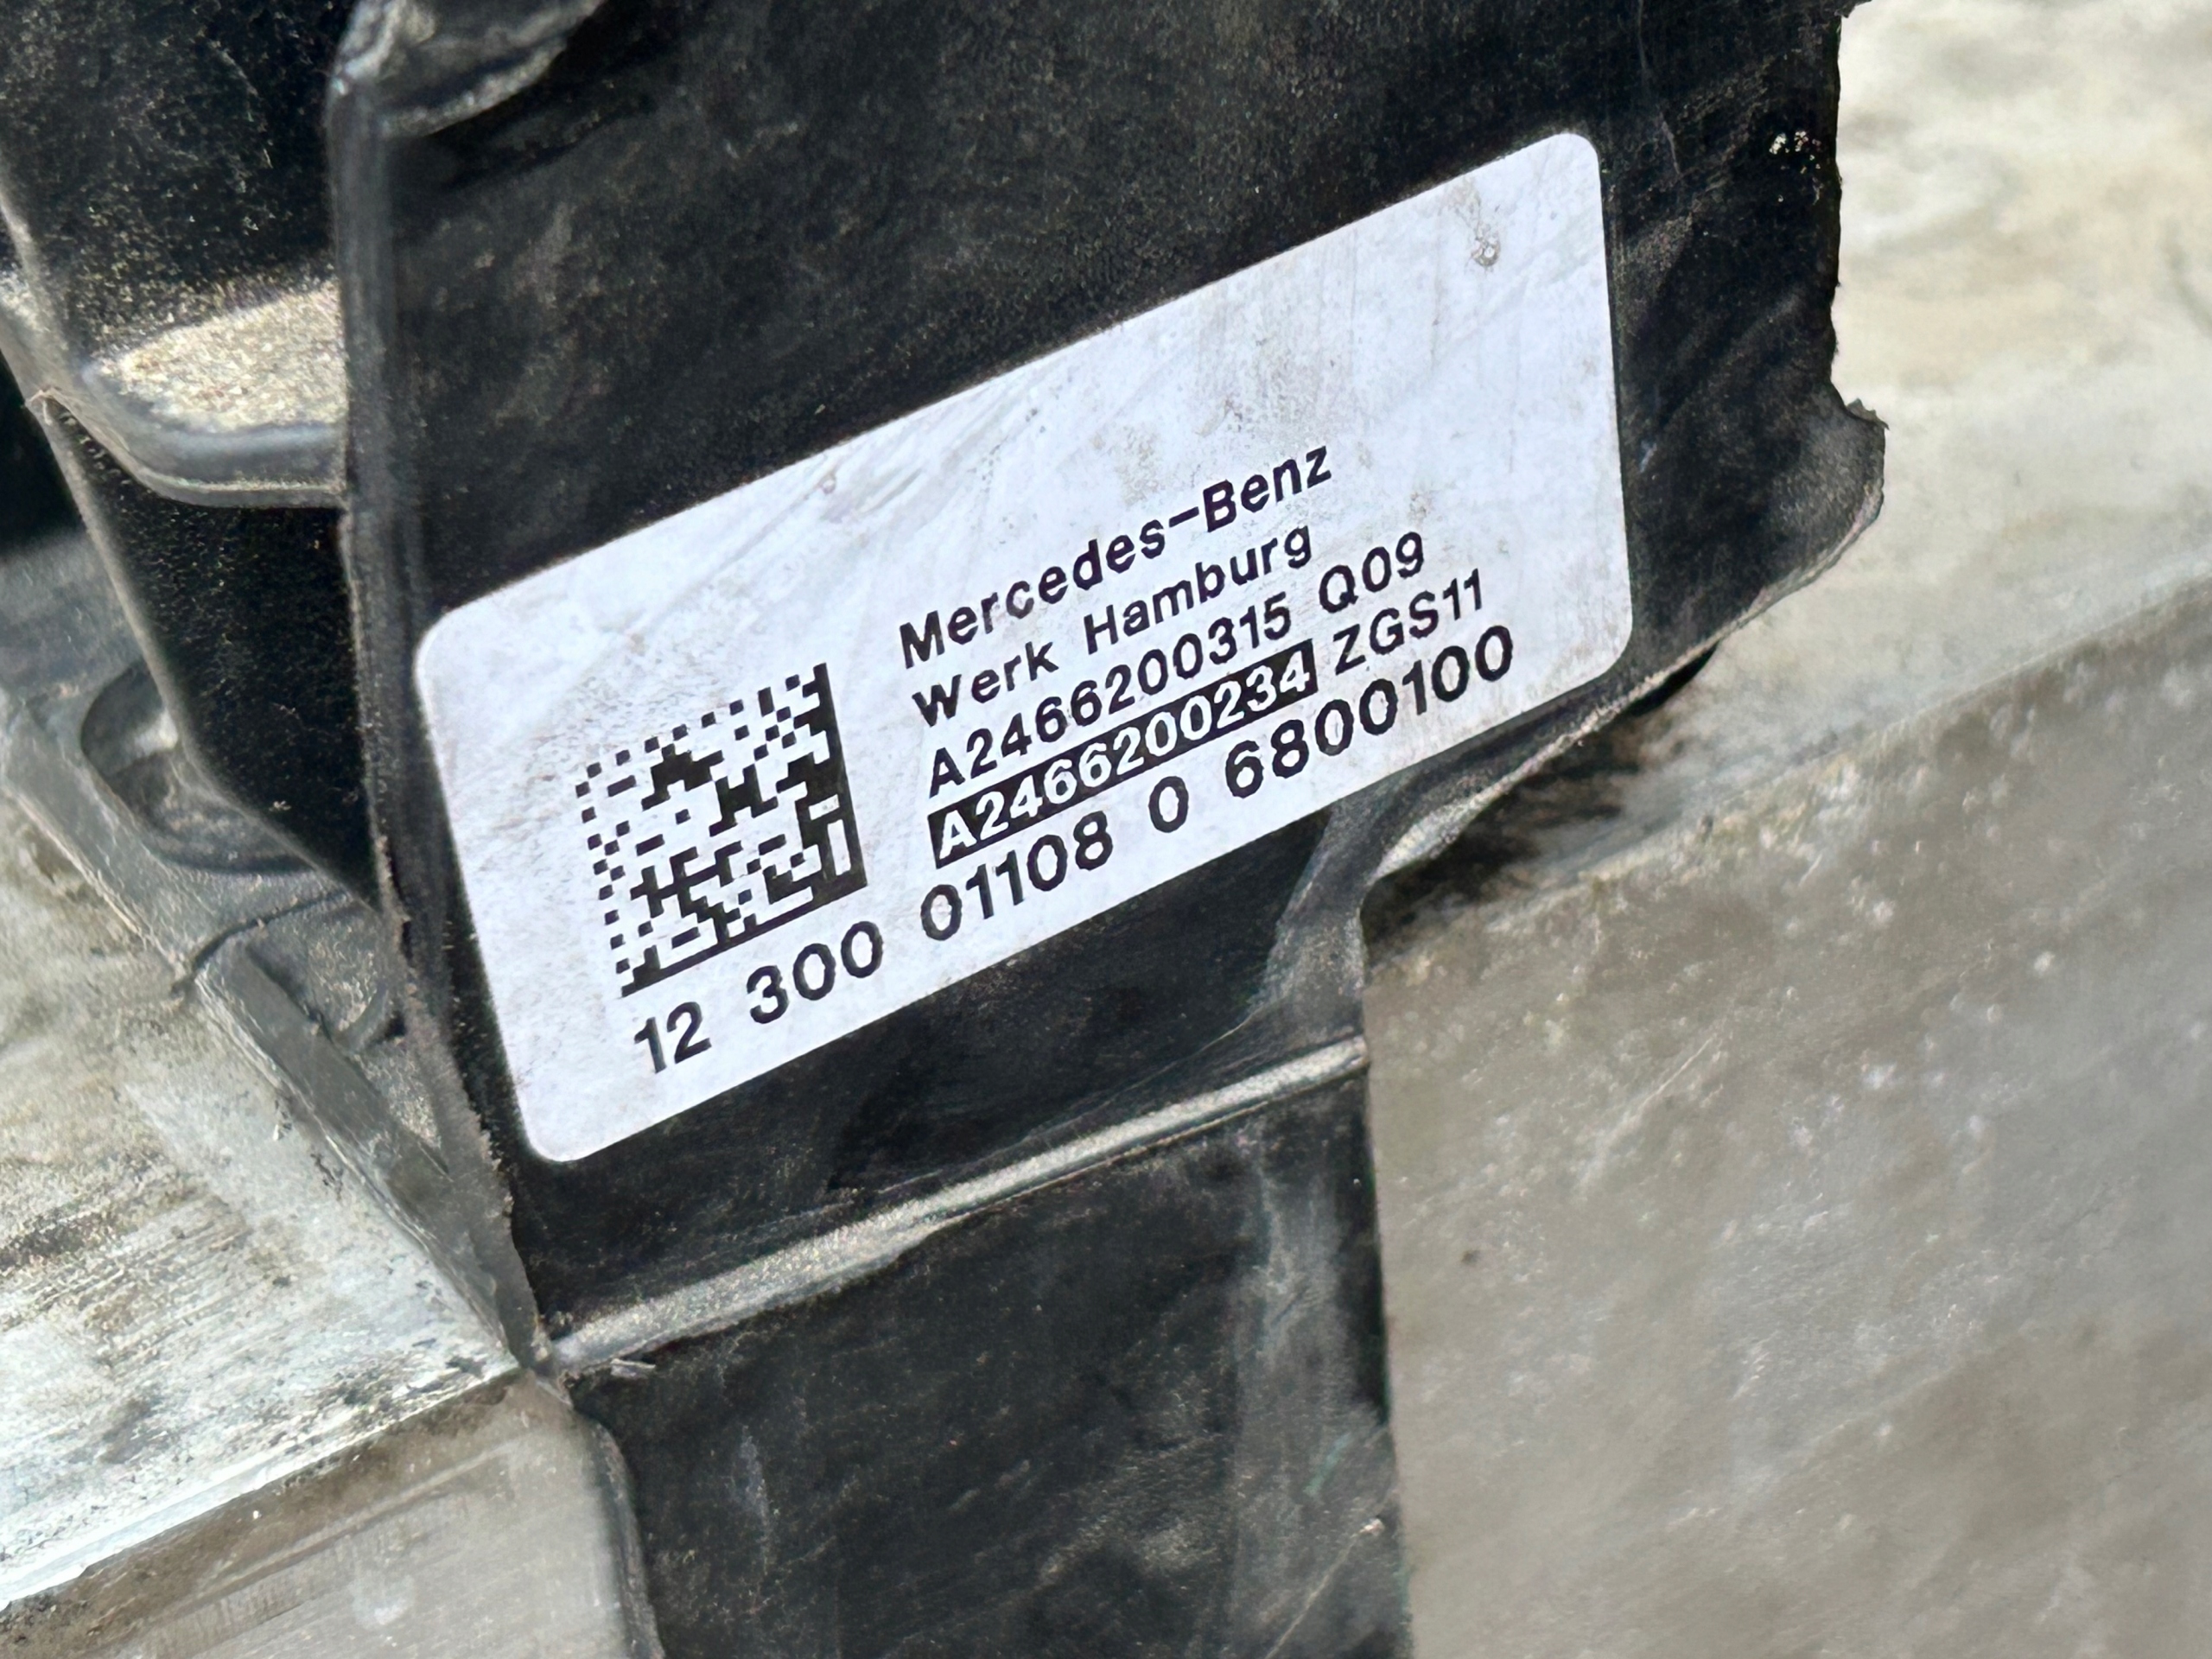 Mercedes-Benz
Werk Hamburg
A2466200315 Q09
A2466200234 ZGS11
12 300 01108 0 6800100